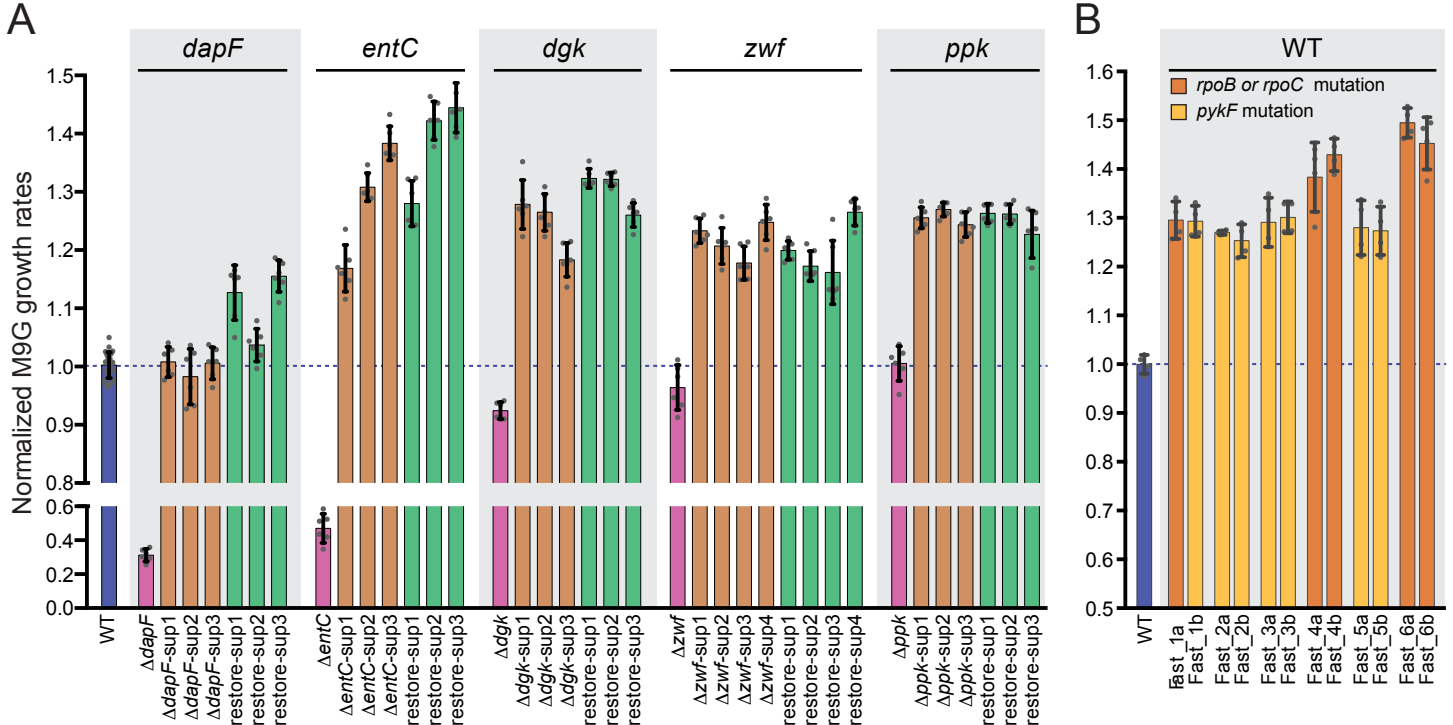 A
B
dapF
entC
dgk
zwf
ppk
WT
Normalized M9G growth rates
1.5
1.4
1.3
1.2
1.1
1.0
0.9
0.8
0.6
0.4
0.2
0.0
WT
ΔdapF
ΔdapF-sup1
ΔdapF-sup2
ΔdapF-sup3
restore-sup1
restore-sup2
restore-sup3
ΔentC
ΔentC-sup1
ΔentC-sup2
ΔentC-sup3
restore-sup1
restore-sup2
restore-sup3
Δdgk
Δdgk-sup1
Δdgk-sup2
Δdgk-sup3
restore-sup1
restore-sup2
restore-sup3
Δzwf
Δzwf-sup1
Δzwf-sup2
Δzwf-sup3
Δzwf-sup4
restore-sup1
restore-sup2
restore-sup3
restore-sup4
Δppk
Δppk-sup1
Δppk-sup2
Δppk-sup3
restore-sup1
restore-sup2
restore-sup3
rpoB or rpoC mutation
pykF mutation
1.6
1.5
1.4
1.3
1.2
1.1
1.0
0.9
0.8
0.7
0.6
0.5
WT
Fast_1a
Fast_1b
Fast_2a
Fast_2b
Fast_3a
Fast_3b
Fast_4a
Fast_4b
Fast_5a
Fast_5b
Fast_6a
Fast_6b